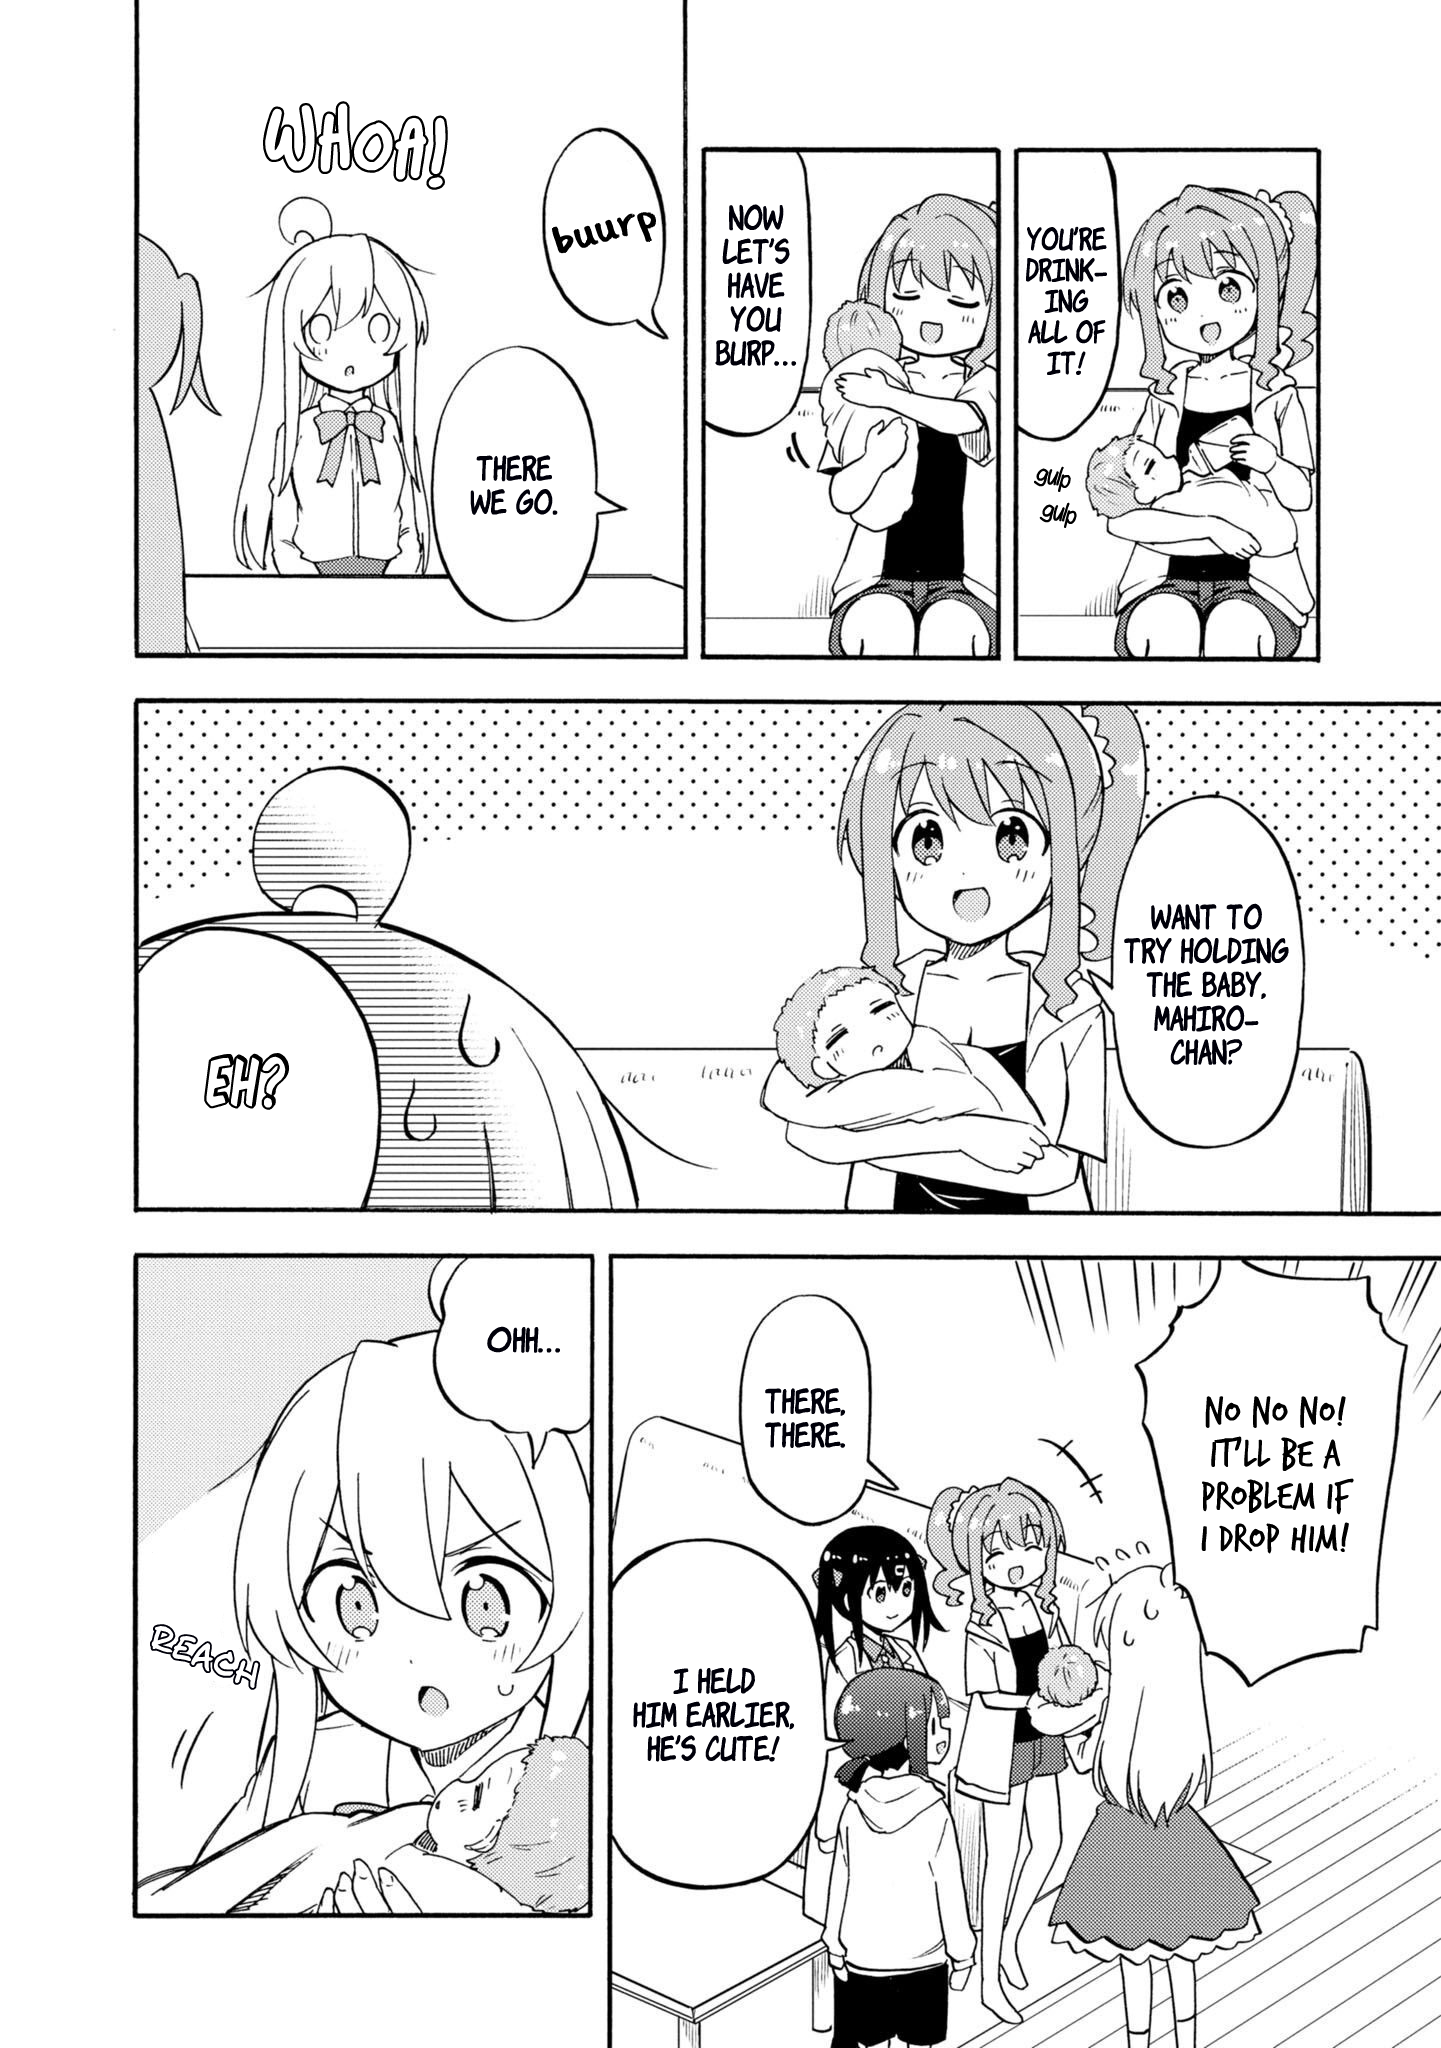 YOU'RE
DRINK-
ING
ALL OF
IT!
gulp
gulp
NOW
LET'S
HAVE
YOU
BURP...
buurp
WHOA!
THERE
WE GO.
WANT TO
TRY HOLDING
THE BABY,
MAHIRO-
CHAN?
EH?
NO NO NO!
IT'LL BE A
PROBLEM IF
I DROP HIM!
THERE,
THERE.
I HELD
HIM EARLIER,
HE'S CUTE!
OHH...
REACH